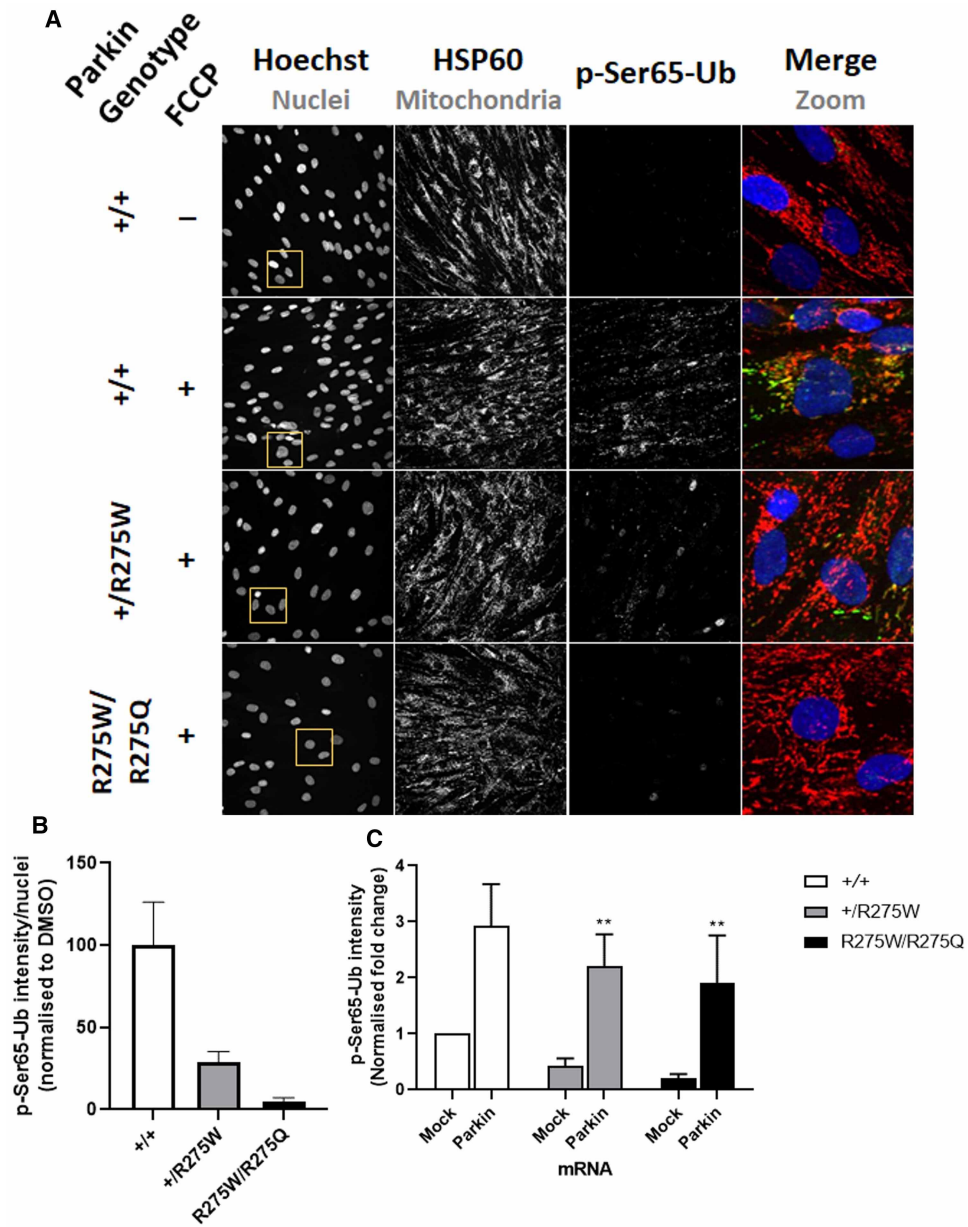 A
Parkin
Genotype
FCCP
Hoechst
Nuclei
HSP60
Mitochondria
p-Ser65-Ub
Merge
Zoom
+/+
–
+/+
+
+/R275W
+
R275W/
R275Q
+
B
p-Ser65-Ub intensity/nuclei
(normalised to DMSO)
150
100
50
0
+/+
+/R275W
R275W/R275Q
C
p-Ser65-Ub intensity
(Normalised fold change)
4
3
2
1
0
**
**
Mock
Parkin
Mock
Parkin
Mock
Parkin
mRNA
+/+
+/R275W
R275W/R275Q